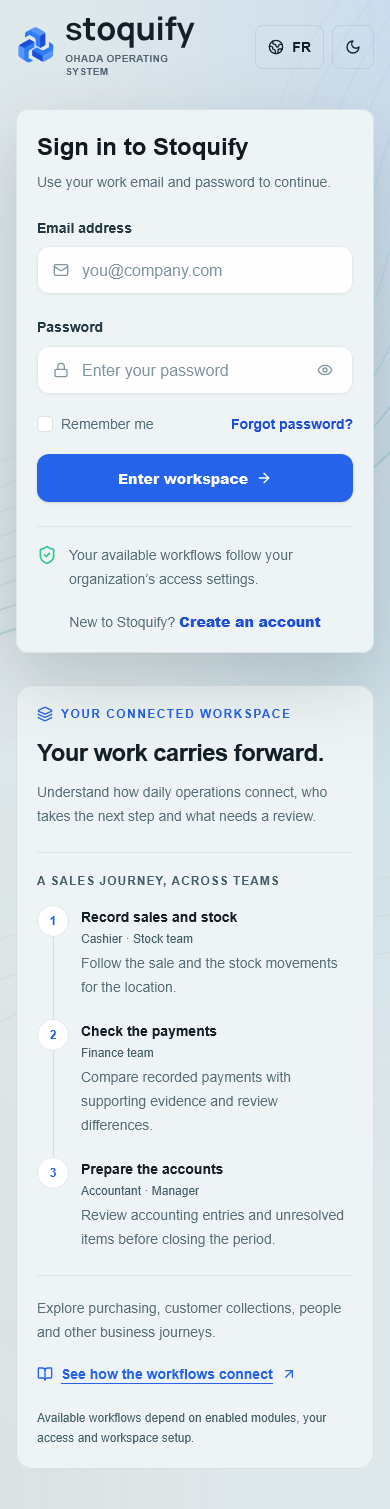 stoquify
OHADA OPERATING
SYSTEM
FR
Sign in to Stoquify
Use your work email and password to continue.
Email address
you@company.com
Password
Enter your password
Remember me
Forgot password?
Enter workspace
Your available workflows follow your
organization's access settings.
New to Stoquify? Create an account
YOUR CONNECTED WORKSPACE
Your work carries forward.
Understand how daily operations connect, who
takes the next step and what needs a review.
A SALES JOURNEY, ACROSS TEAMS
1
Record sales and stock
Cashier · Stock team
Follow the sale and the stock movements
for the location.
2
Check the payments
Finance team
Compare recorded payments with
supporting evidence and review
differences.
3
Prepare the accounts
Accountant · Manager
Review accounting entries and unresolved
items before closing the period.
Explore purchasing, customer collections, people
and other business journeys.
See how the workflows connect
Available workflows depend on enabled modules, your
access and workspace setup.